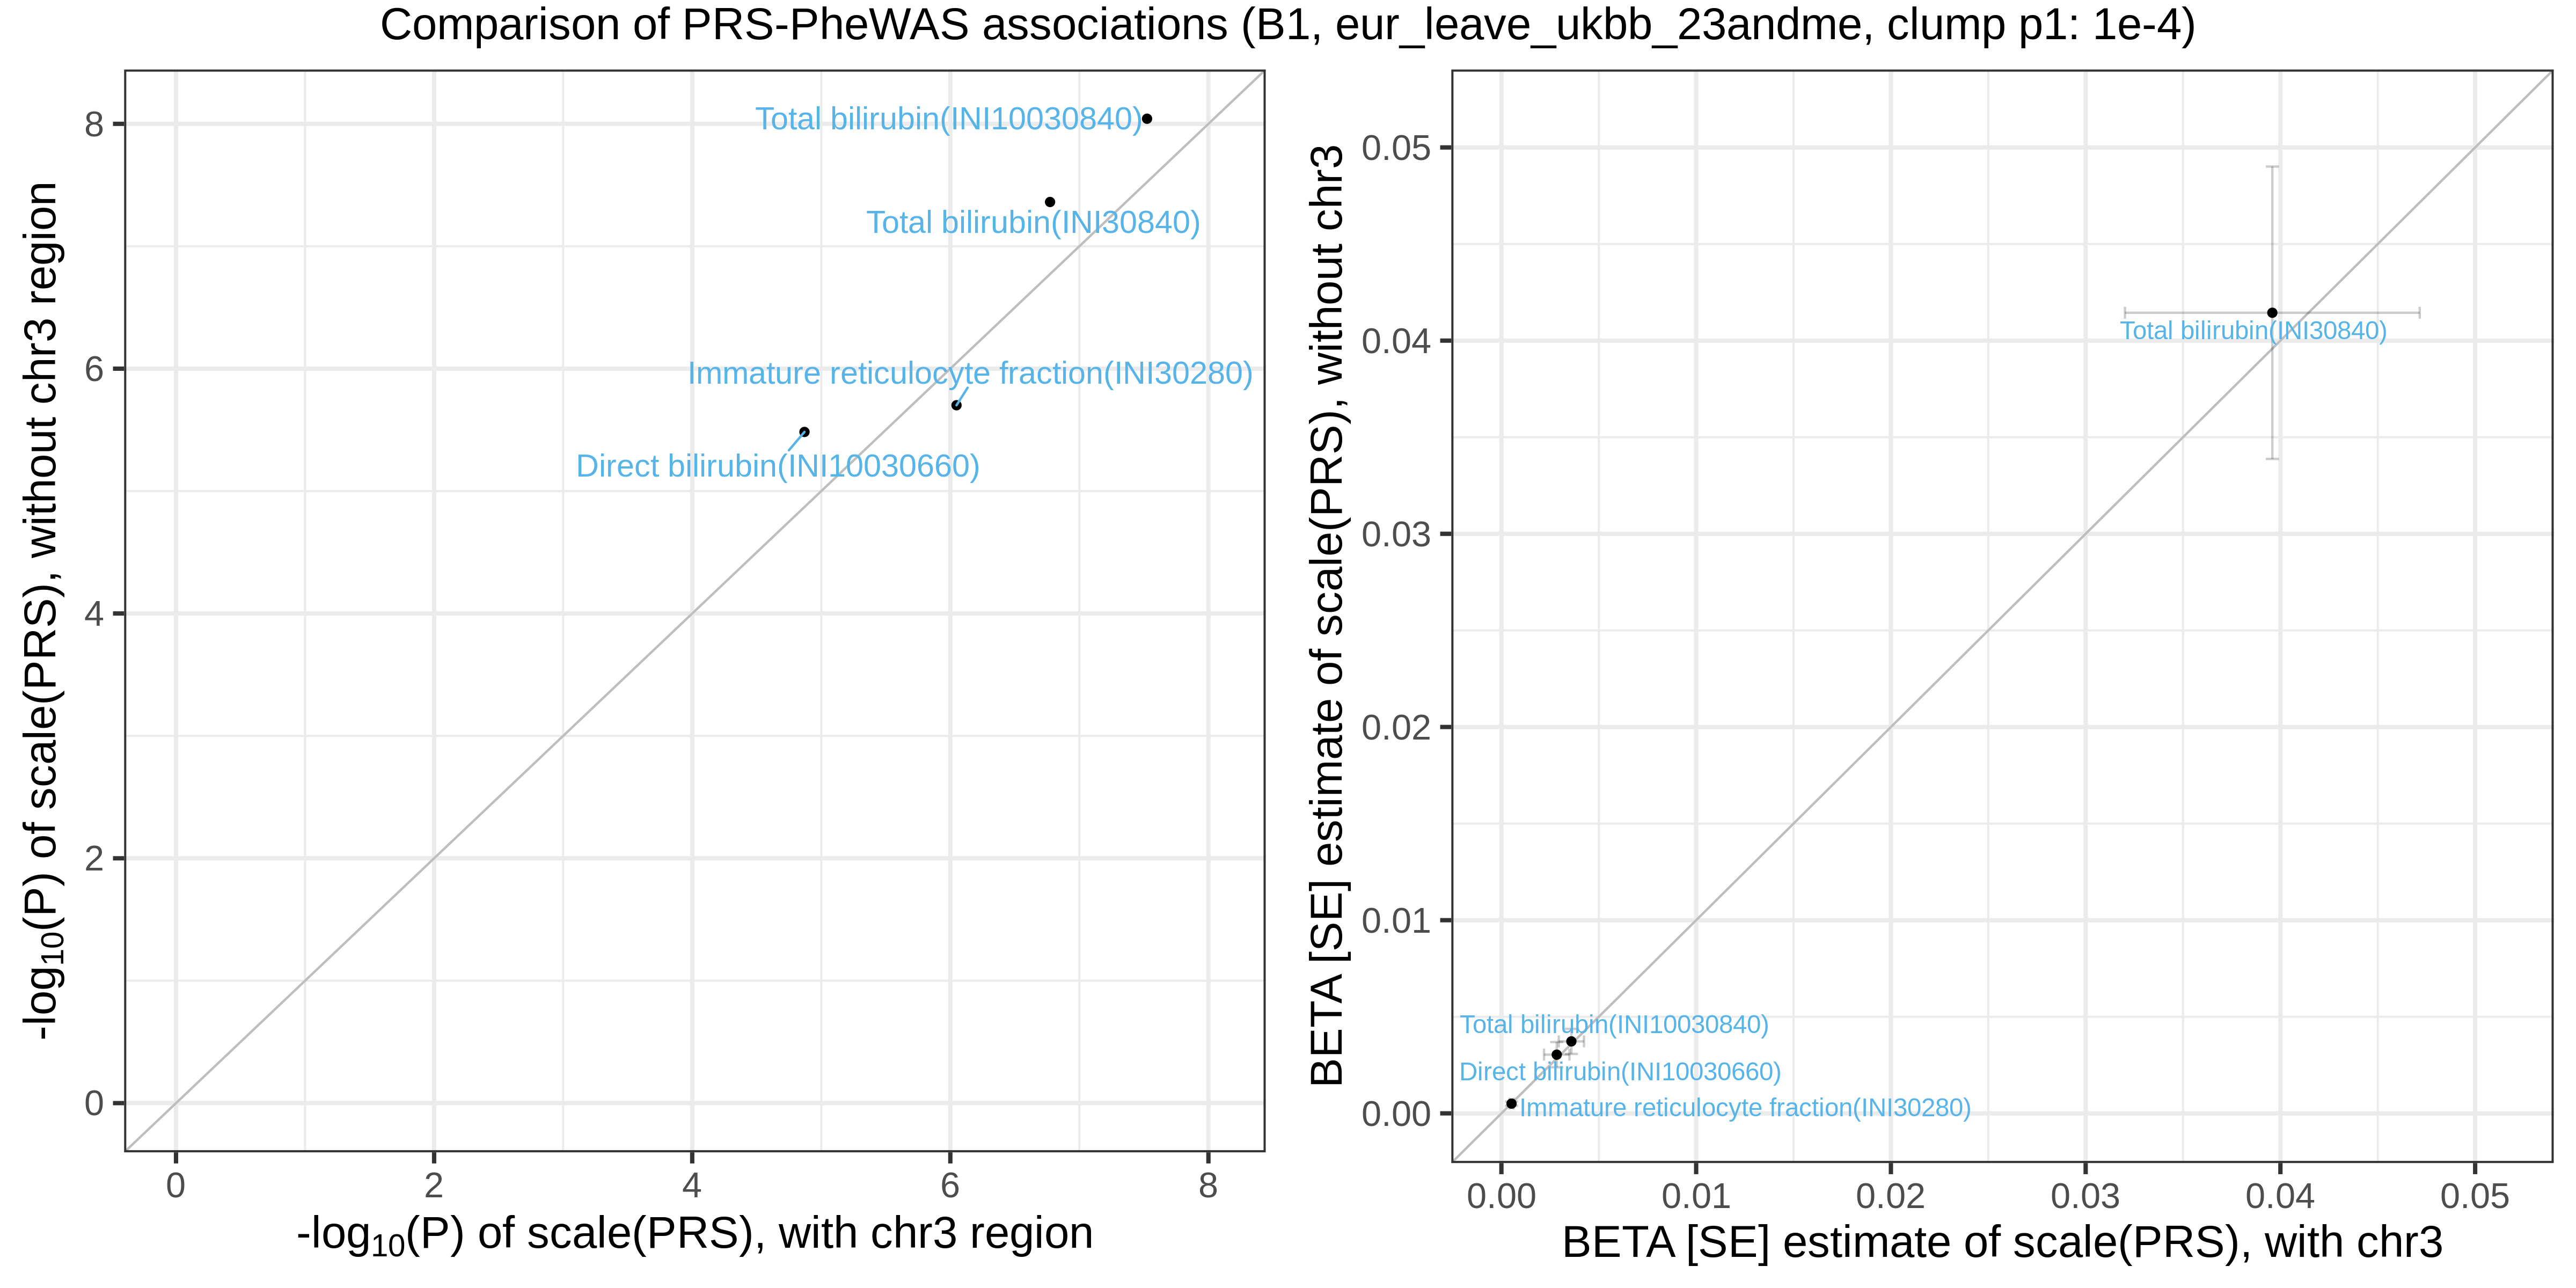 Comparison of PRS-PheWAS associations (B1, eur_leave_ukbb_23andme, clump p1: 1e-4)
-log10(P) of scale(PRS), without chr3 region
8
6
4
2
0
Total bilirubin(INI10030840)
Total bilirubin(INI30840)
Immature reticulocyte fraction(INI30280)
Direct bilirubin(INI10030660)
0 2 4 6 8
-log10(P) of scale(PRS), with chr3 region
BETA [SE] estimate of scale(PRS), without chr3
0.05
0.04
0.03
0.02
0.01
0.00
Total bilirubin(INI30840)
Total bilirubin(INI10030840)
Direct bilirubin(INI10030660)
Immature reticulocyte fraction(INI30280)
0.00 0.01 0.02 0.03 0.04 0.05
BETA [SE] estimate of scale(PRS), with chr3